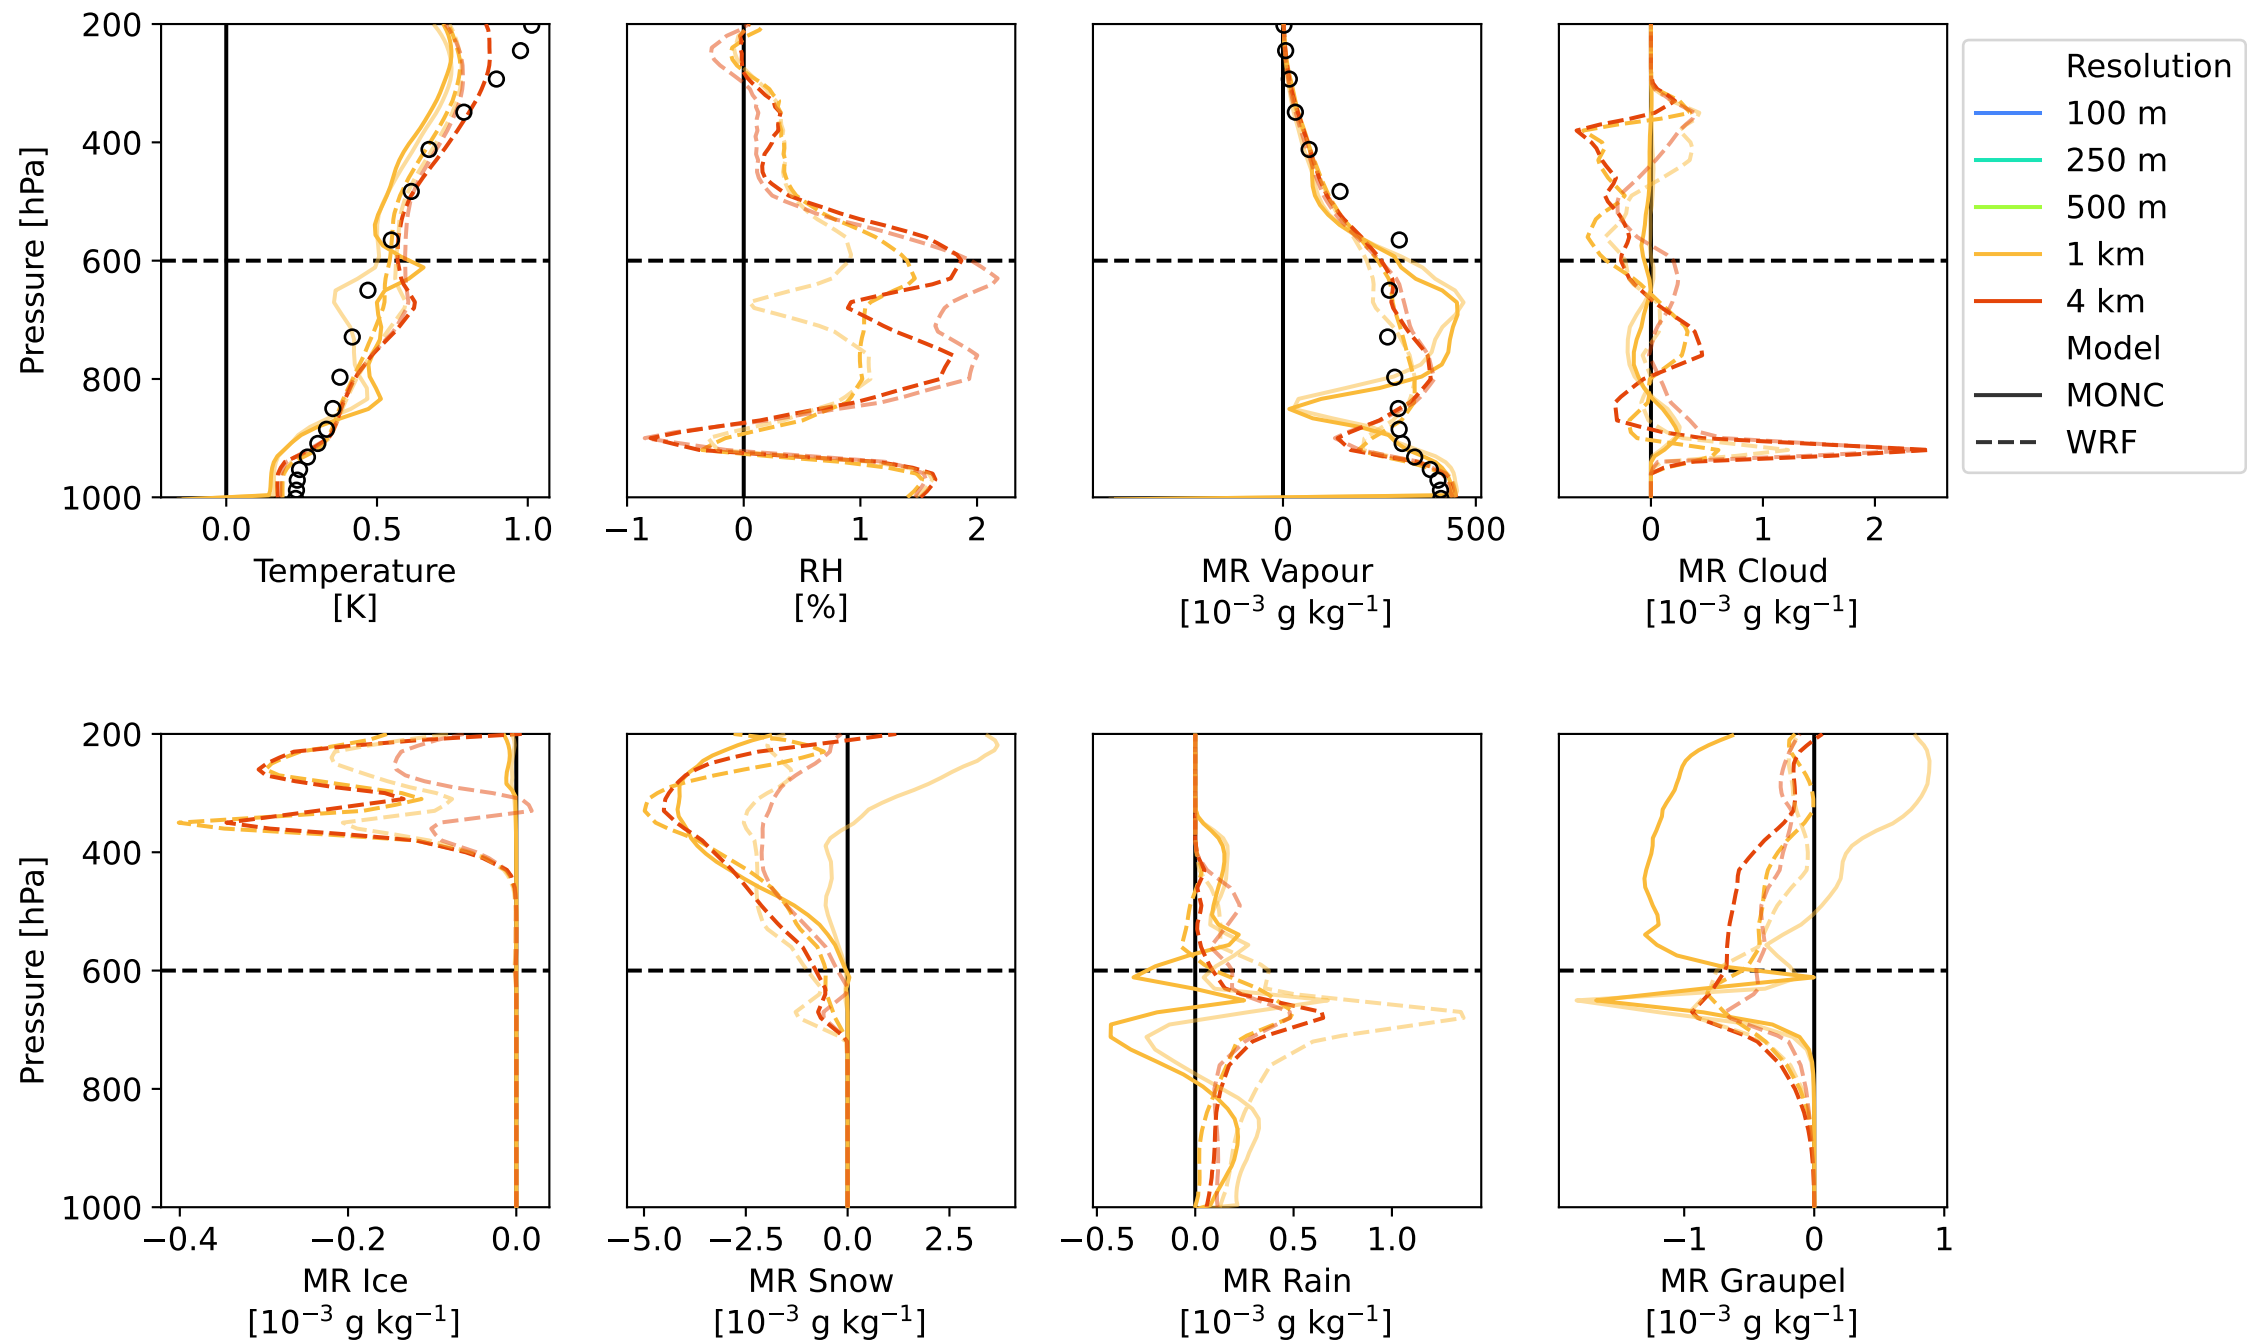 200
400
600
800
1000
Pressure [hPa]
0.0 0.5 1.0
Temperature
[K]
−1 0 1 2
RH
[%]
0 500
MR Vapour
[10⁻³ g kg⁻¹]
0 1 2
MR Cloud
[10⁻³ g kg⁻¹]
Resolution
100 m
250 m
500 m
1 km
4 km
Model
MONC
WRF
200
400
600
800
1000
Pressure [hPa]
−0.4 −0.2 0.0
MR Ice
[10⁻³ g kg⁻¹]
−5.0 −2.5 0.0 2.5
MR Snow
[10⁻³ g kg⁻¹]
−0.5 0.0 0.5 1.0
MR Rain
[10⁻³ g kg⁻¹]
−1 0 1
MR Graupel
[10⁻³ g kg⁻¹]